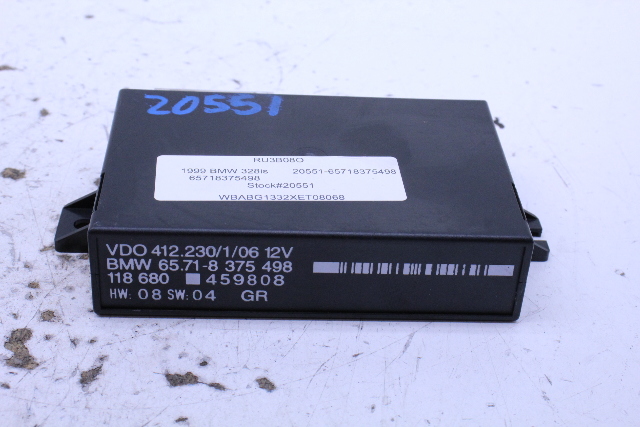 20551
RU3B08O
1999 BMW 328is 20551-65718375498
65718375498
Stock#20551
WBABG1332XET08068
VDO 412.230/1/06 12V
BMW 65.71-8 375 498
118 680 459808
HW: 08 SW: 04 GR